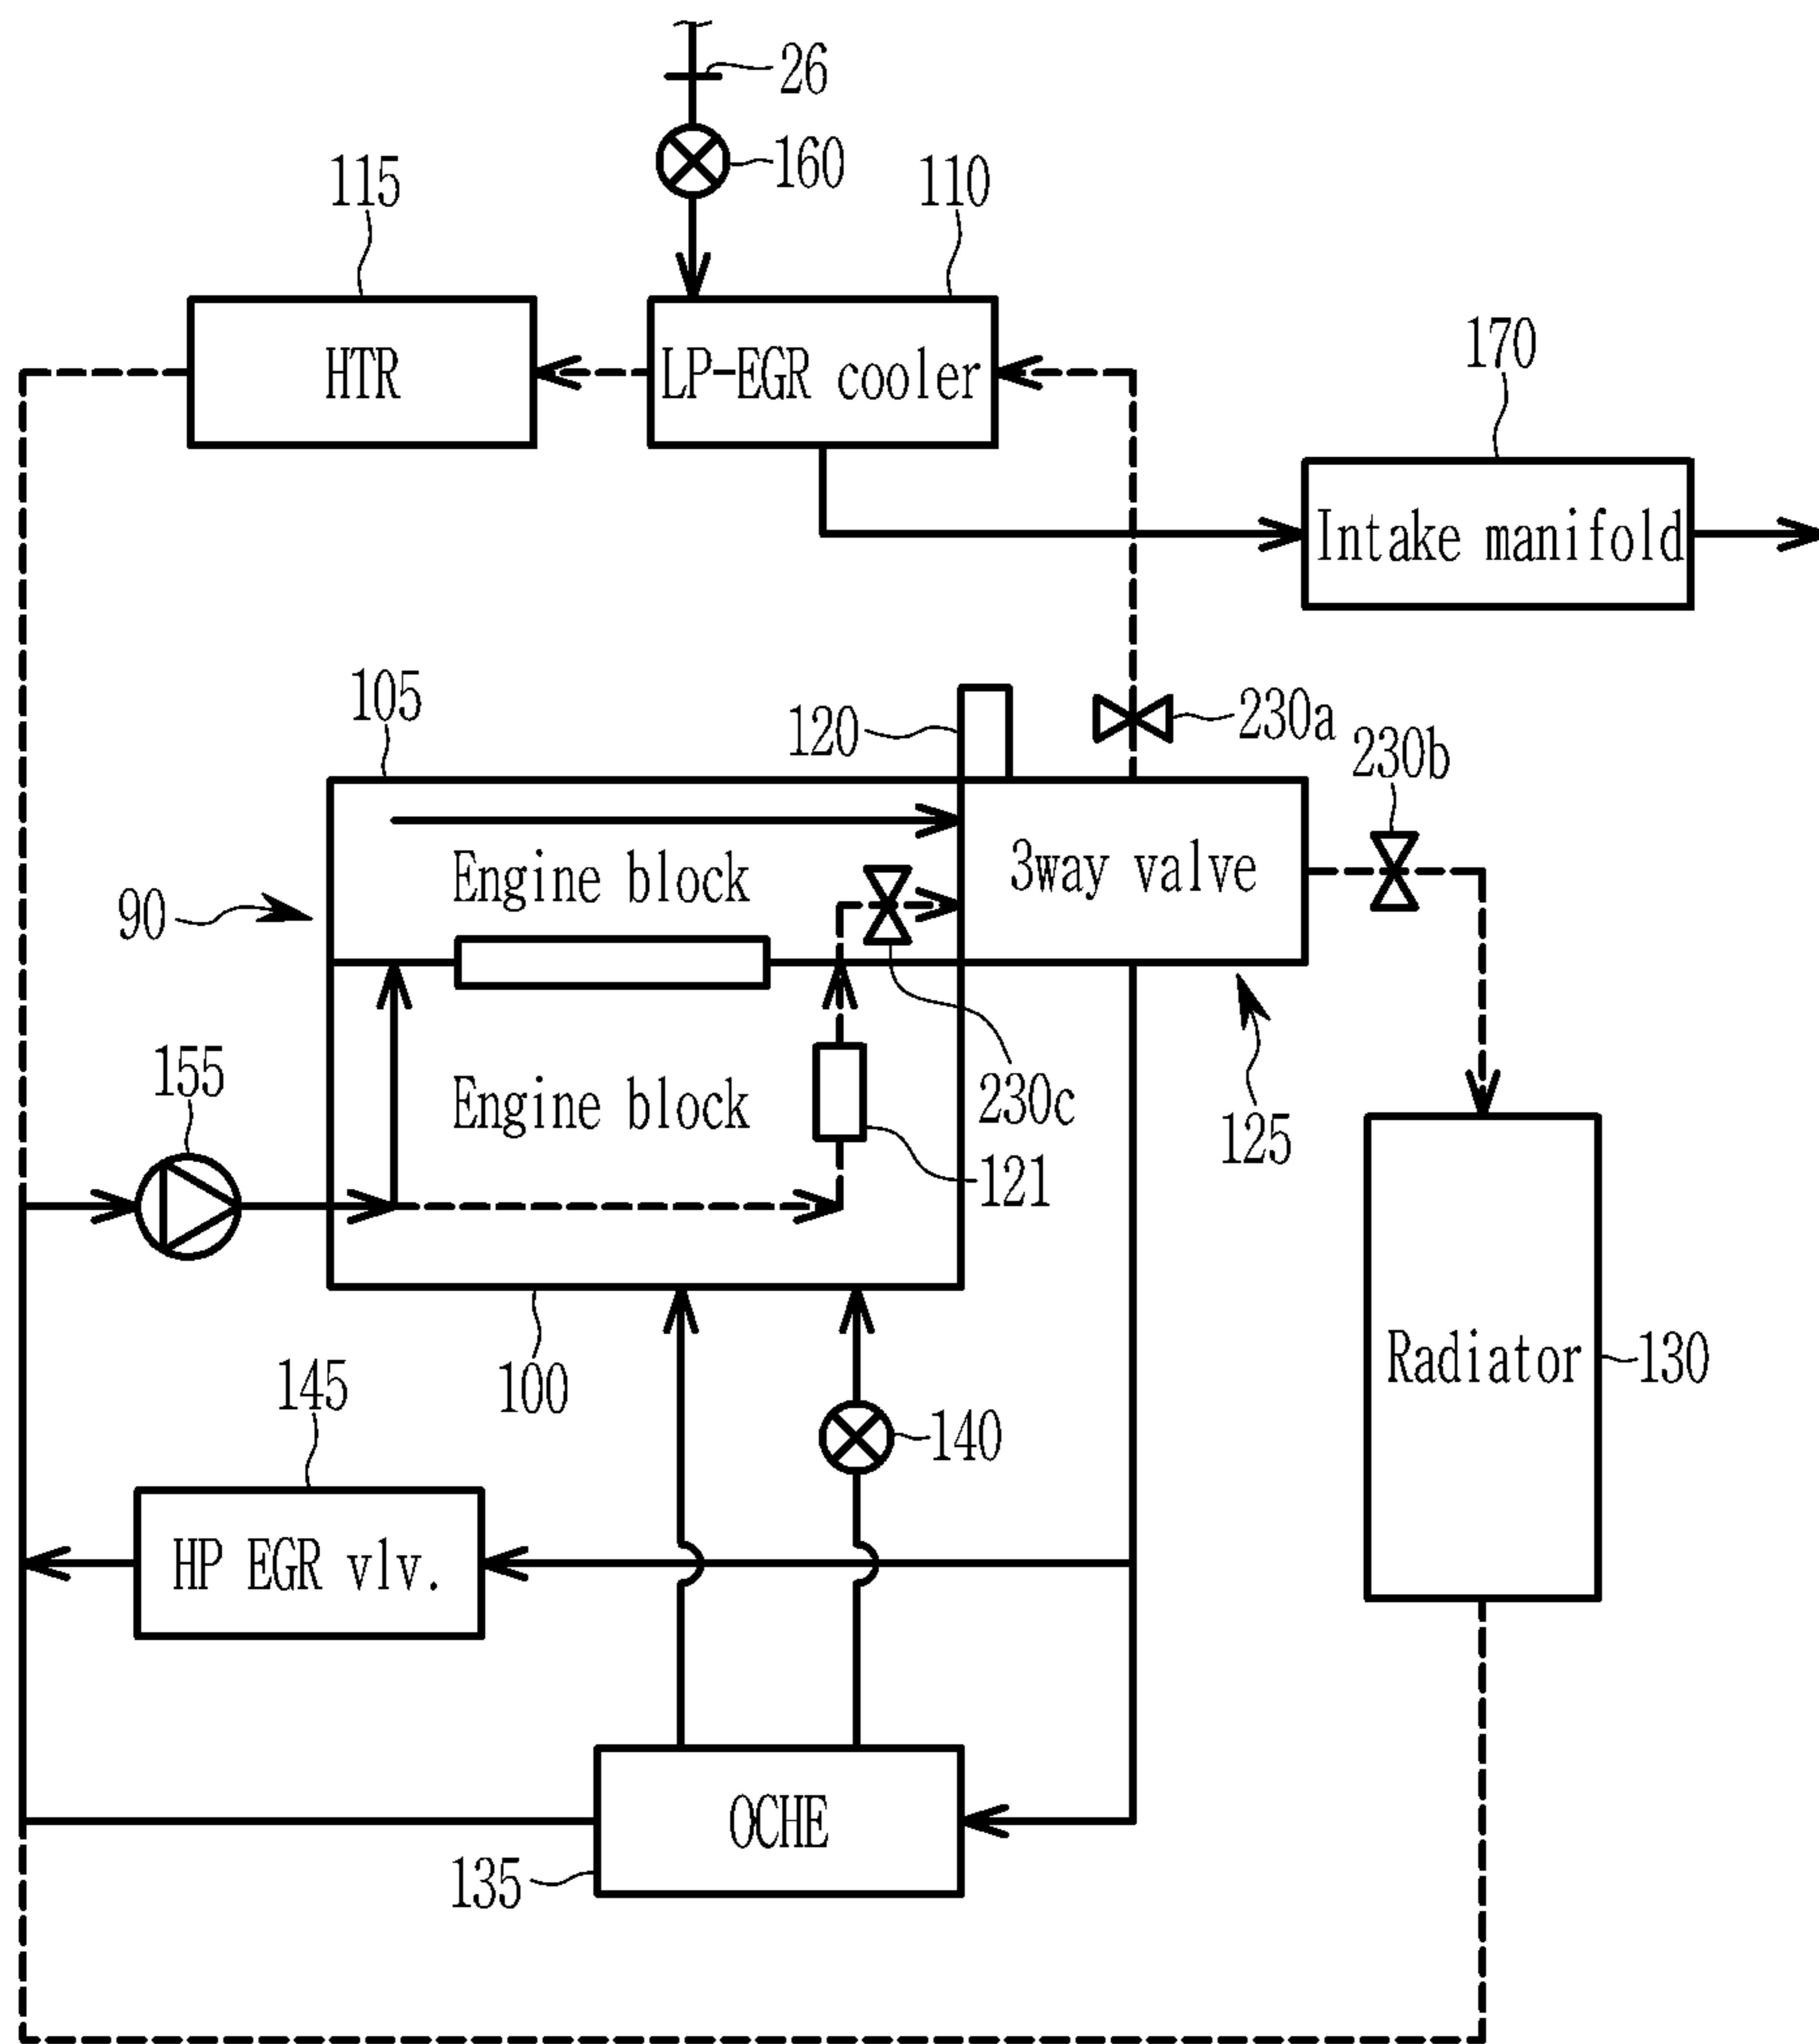 26
160
115
110
HTR
LP-EGR cooler
170
Intake manifold
105
120
230a
230b
Engine block
3way valve
90
155
Engine block
230c
125
121
100
Radiator
130
145
140
HP EGR vlv.
OCHE
135